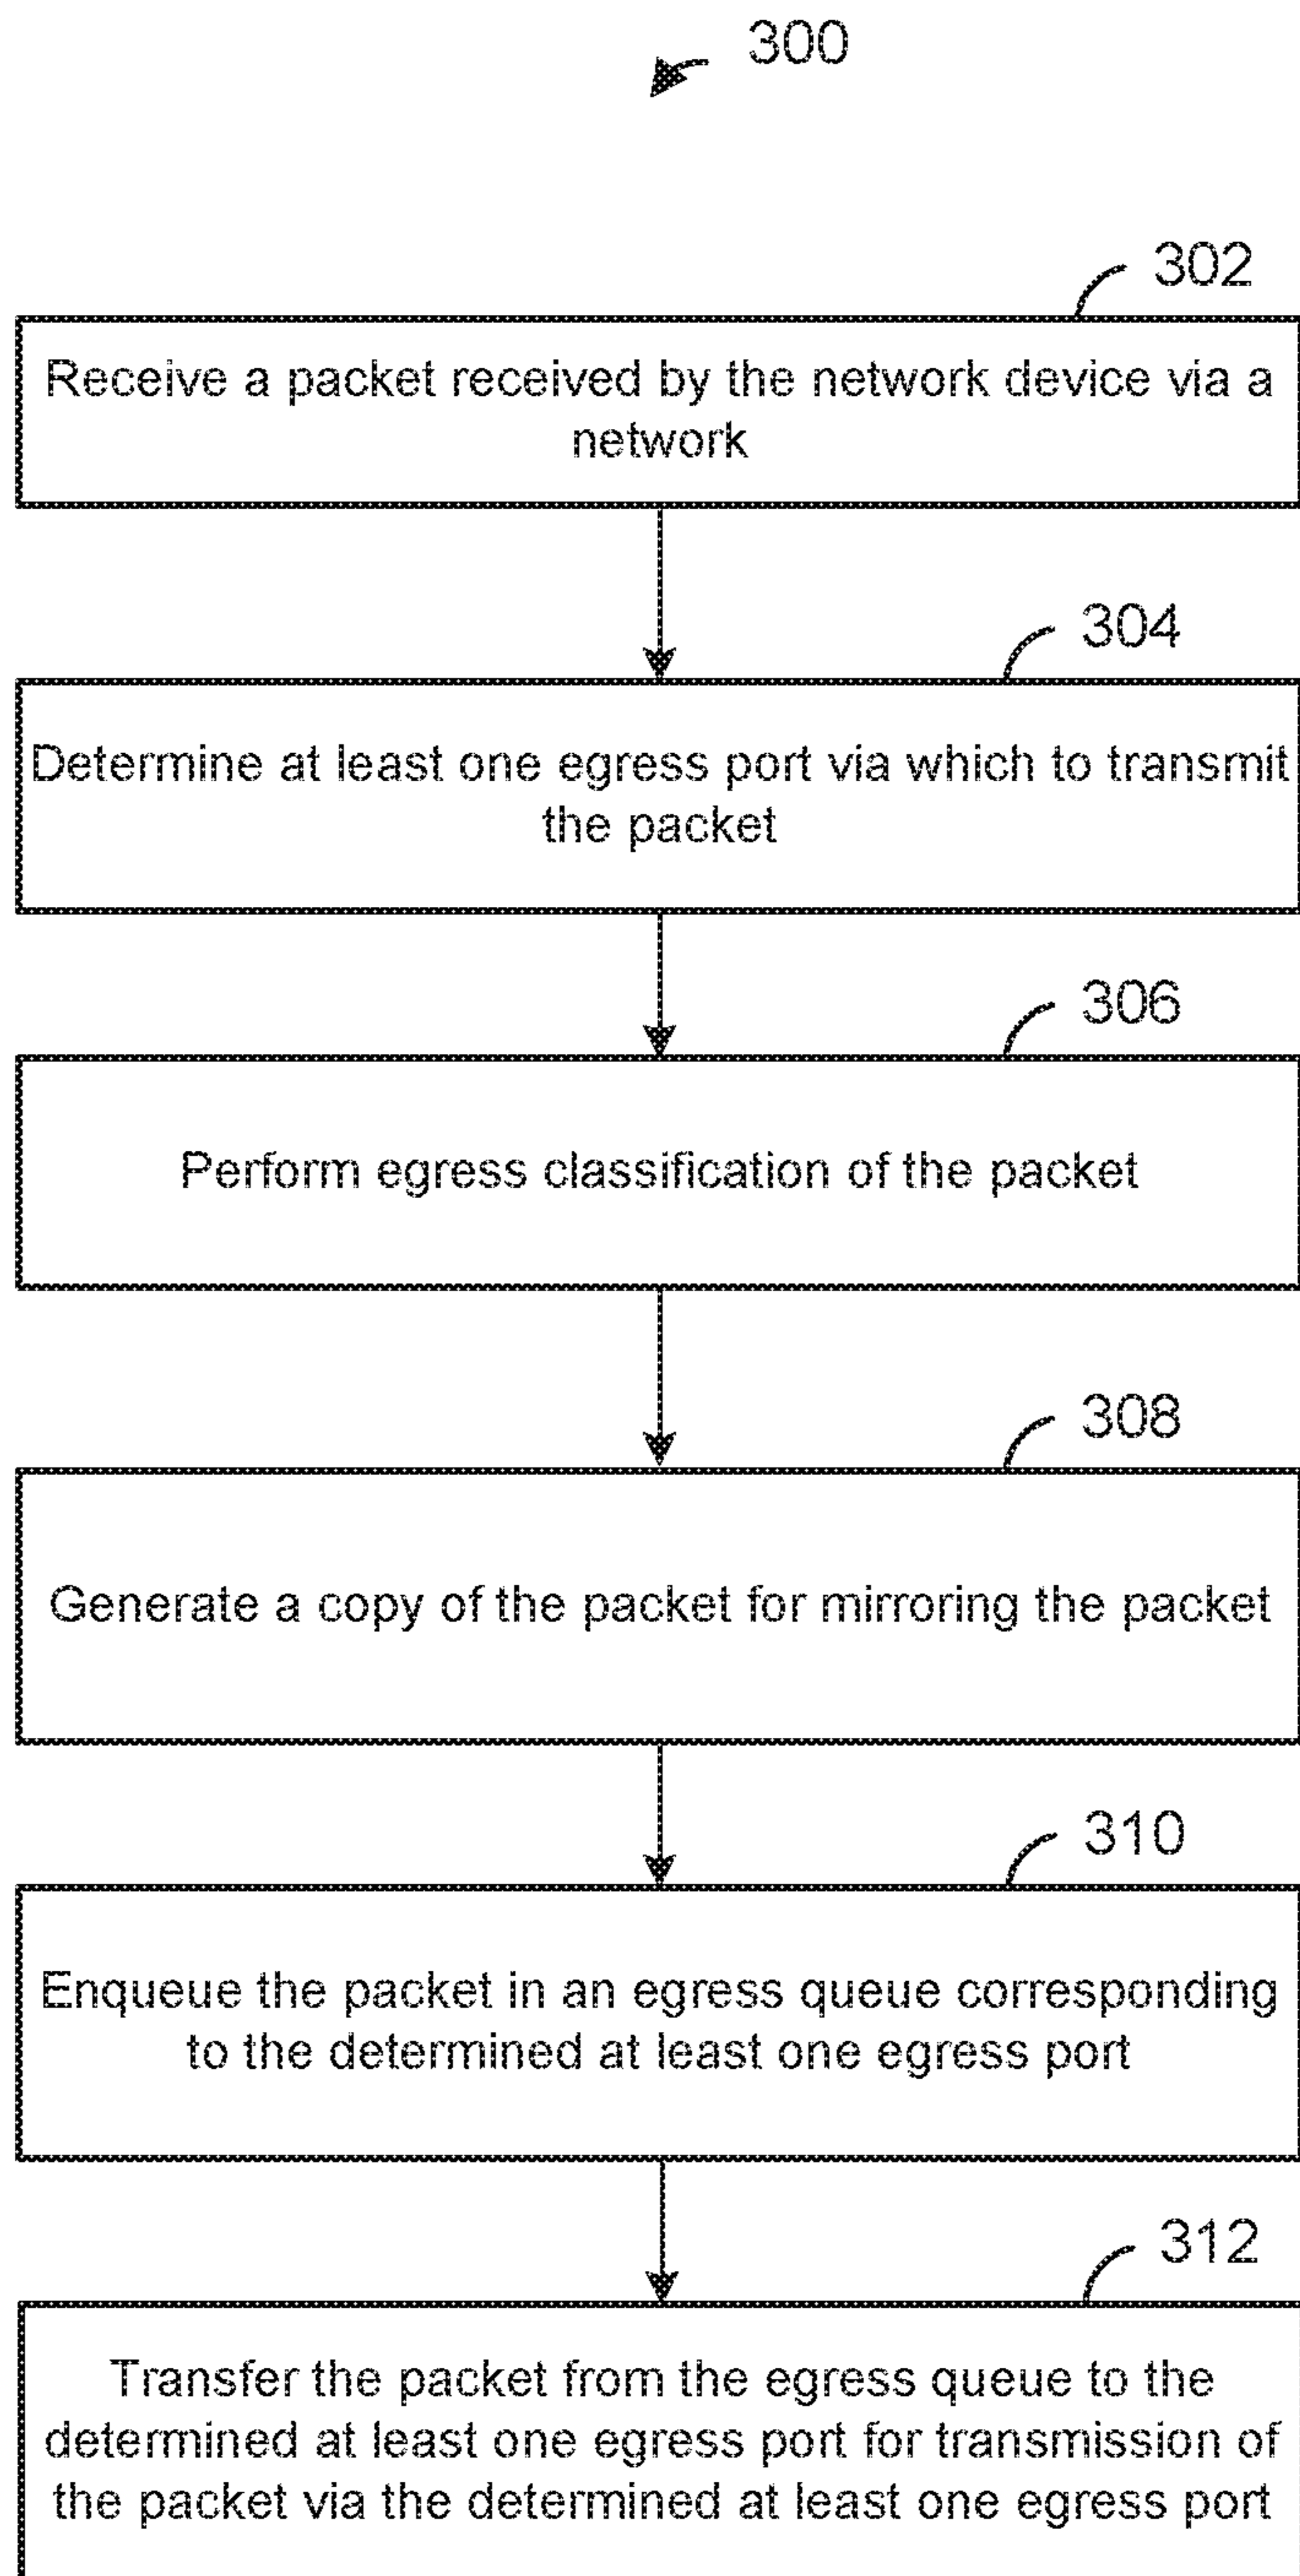 300
302
Receive a packet received by the network device via a
network
304
Determine at least one egress port via which to transmit
the packet
306
Perform egress classification of the packet
308
Generate a copy of the packet for mirroring the packet
310
Enqueue the packet in an egress queue corresponding
to the determined at least one egress port
312
Transfer the packet from the egress queue to the
determined at least one egress port for transmission of
the packet via the determined at least one egress port